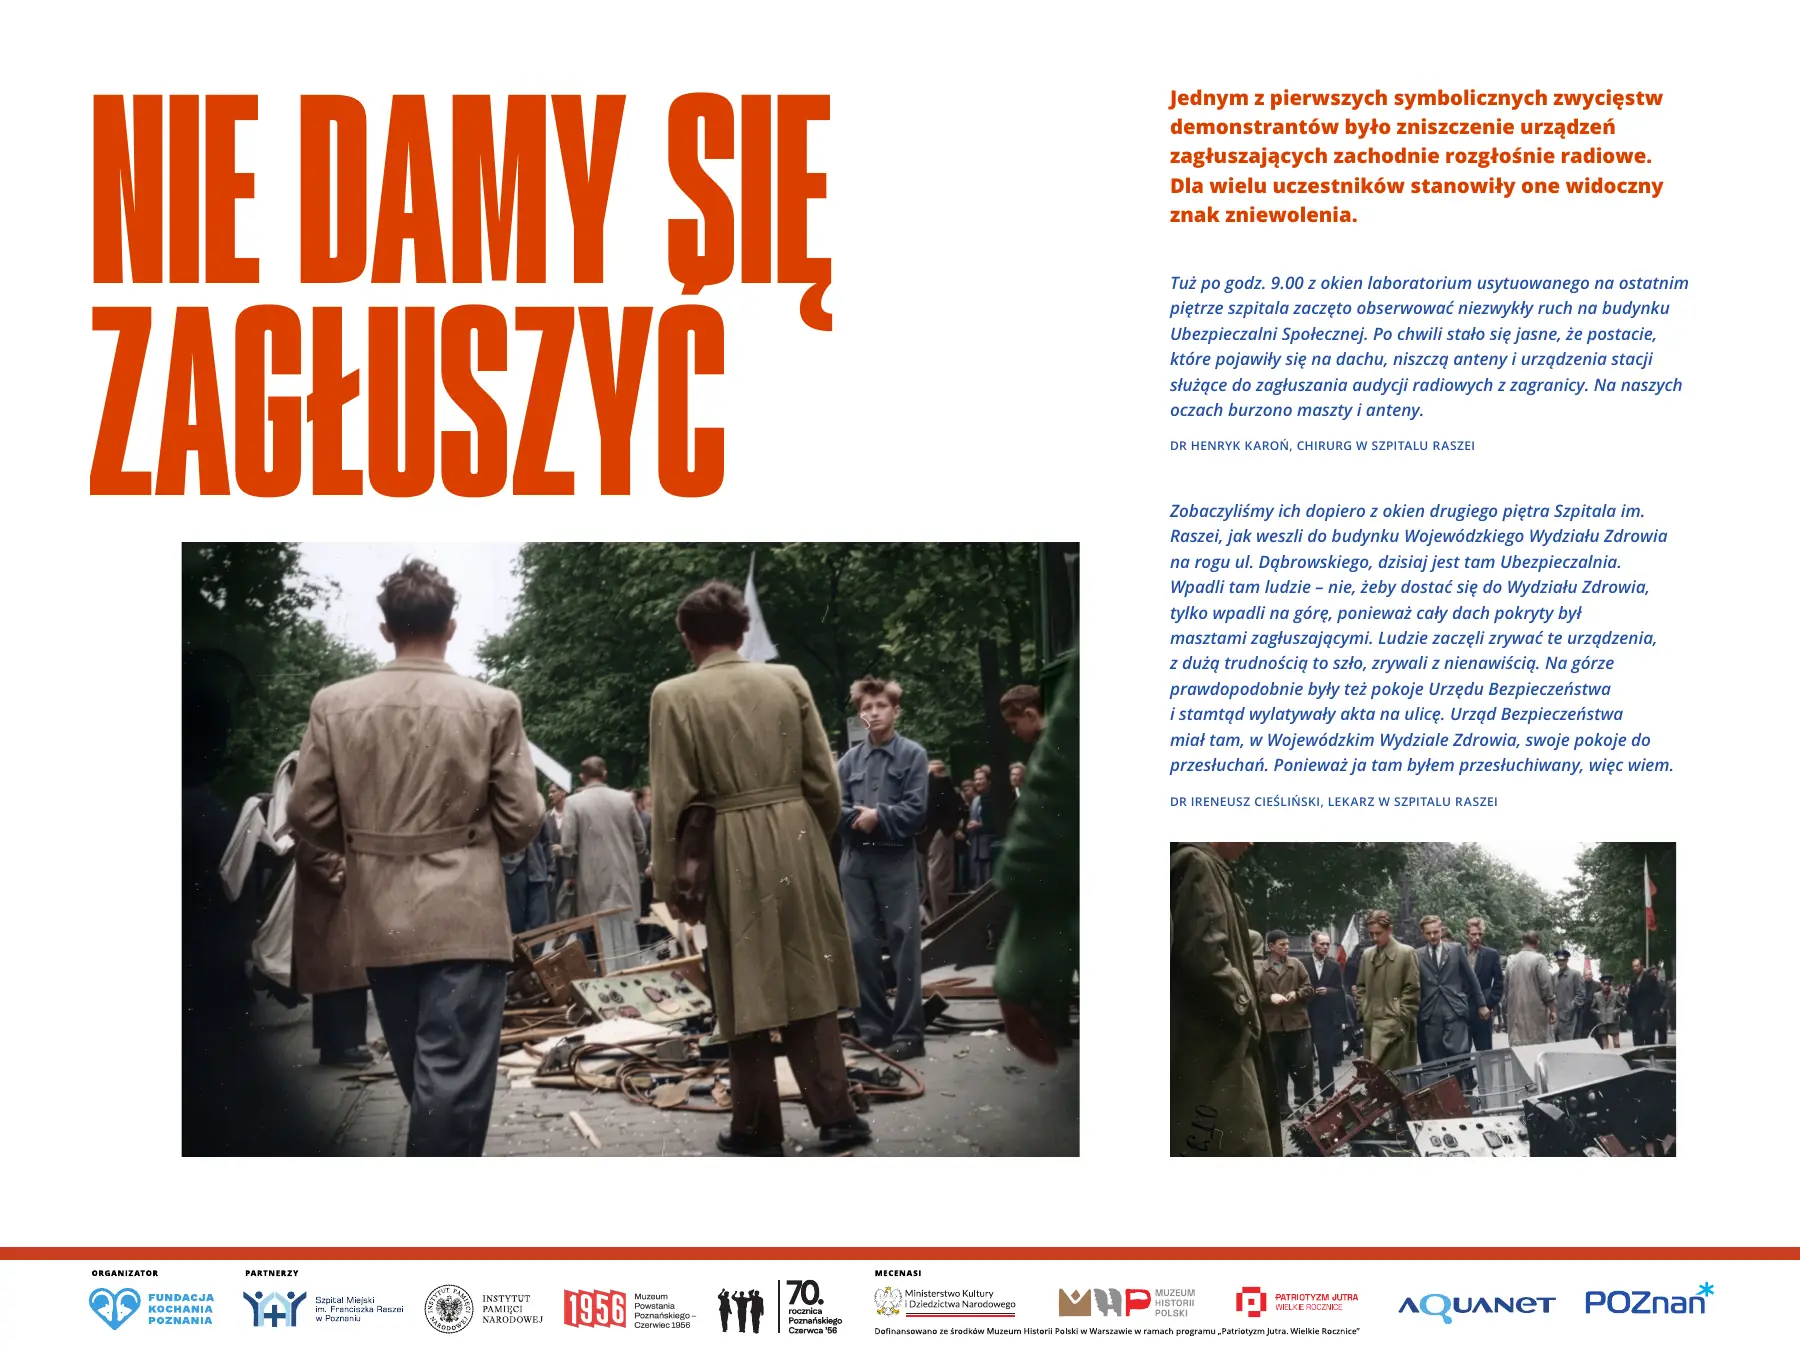 NIE DAMY SIĘ
ZAGŁUSZYĆ
Jednym z pierwszych symbolicznych zwycięstw
demonstrantów było zniszczenie urządzeń
zagłuszających zachodnie rozgłośnie radiowe.
Dla wielu uczestników stanowiły one widoczny
znak zniewolenia.
Tuż po godz. 9.00 z okien laboratorium usytuowanego na ostatnim
piętrze szpitala zaczęto obserwować niezwykły ruch na budynku
Ubezpieczalni Społecznej. Po chwili stało się jasne, że postacie,
które pojawiły się na dachu, niszczą anteny i urządzenia stacji
służące do zagłuszania audycji radiowych z zagranicy. Na naszych
oczach burzono maszty i anteny.
DR HENRYK KAROŃ, CHIRURG W SZPITALU RASZEI
Zobaczyliśmy ich dopiero z okien drugiego piętra Szpitala im.
Raszei, jak weszli do budynku Wojewódzkiego Wydziału Zdrowia
na rogu ul. Dąbrowskiego, dzisiaj jest tam Ubezpieczalnia.
Wpadli tam ludzie – nie, żeby dostać się do Wydziału Zdrowia,
tylko wpadli na górę, ponieważ cały dach pokryty był
masztami zagłuszającymi. Ludzie zaczęli zrywać te urządzenia,
z dużą trudnością to szło, zrywali z nienawiścią. Na górze
prawdopodobnie były też pokoje Urzędu Bezpieczeństwa
i stamtąd wylatywały akta na ulicę. Urząd Bezpieczeństwa
miał tam, w Wojewódzkim Wydziale Zdrowia, swoje pokoje do
przesłuchań. Ponieważ ja tam byłem przesłuchiwany, więc wiem.
DR IRENEUSZ CIEŚLIŃSKI, LEKARZ W SZPITALU RASZEI
ORGANIZATOR
FUNDACJA
KOCHANIA
POZNANIA
PARTNERZY
Szpital Miejski
im. Franciszka Raszei
w Poznaniu
INSTYTUT PAMIĘCI NARODOWEJ
INSTYTUT
PAMIĘCI
NARODOWEJ
1956
Muzeum
Powstania
Poznańskiego –
Czerwiec 1956
70.
rocznica
Poznańskiego
Czerwca '56
MECENASI
Ministerstwo Kultury
i Dziedzictwa Narodowego
MHP
MUZEUM
HISTORII
POLSKI
PATRIOTYZM JUTRA
WIELKIE ROCZNICE
AQUANET
POZnan*
Dofinansowano ze środków Muzeum Historii Polski w Warszawie w ramach programu „Patriotyzm Jutra. Wielkie Rocznice"